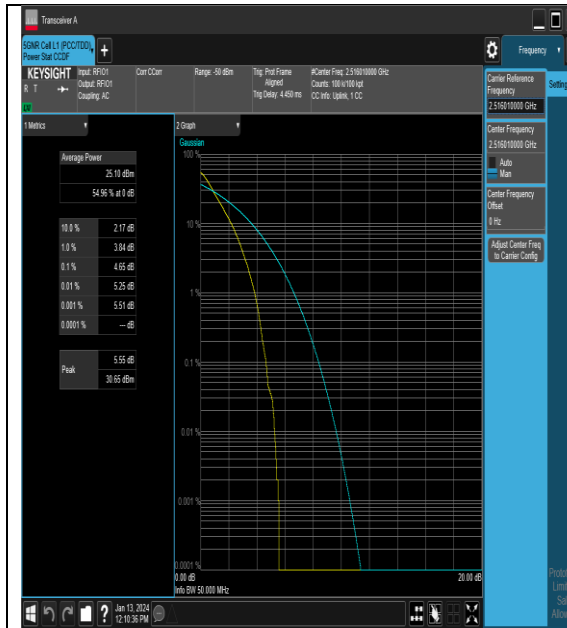 Transceiver A
5GNR Cell L1 (PCC/TDD)
Power Stat CCDF
Frequency
KEYSIGHT
R T
Input: RFIO1
Output: RFIO1
Coupling: AC
Corr CCorr
Range: -50 dBm
Trig: Prot Frame
Aligned
Trig Delay: 4.450 ms
#Center Freq: 2.516010000 GHz
Counts: 100 k/100 kpt
CC Info: Uplink, 1 CC
1 Metrics
Average Power
25.10 dBm
54.96 % at 0 dB
10.0 % 2.17 dB
1.0 % 3.84 dB
0.1 % 4.65 dB
0.01 % 5.25 dB
0.001 % 5.51 dB
0.0001 % --- dB
Peak
5.55 dB
30.65 dBm
2 Graph
Gaussian
100 %
10 %
1 %
0.1 %
0.01 %
0.001 %
0.0001 %
0.00 dB 20.00 dB
Info BW 50.000 MHz
Carrier Reference
Frequency
2.516010000 GHz
Center Frequency
2.516010000 GHz
Auto
Man
Center Frequency
Offset
0 Hz
Adjust Center Freq
to Carrier Config
Jan 13, 2024
12:10:36 PM